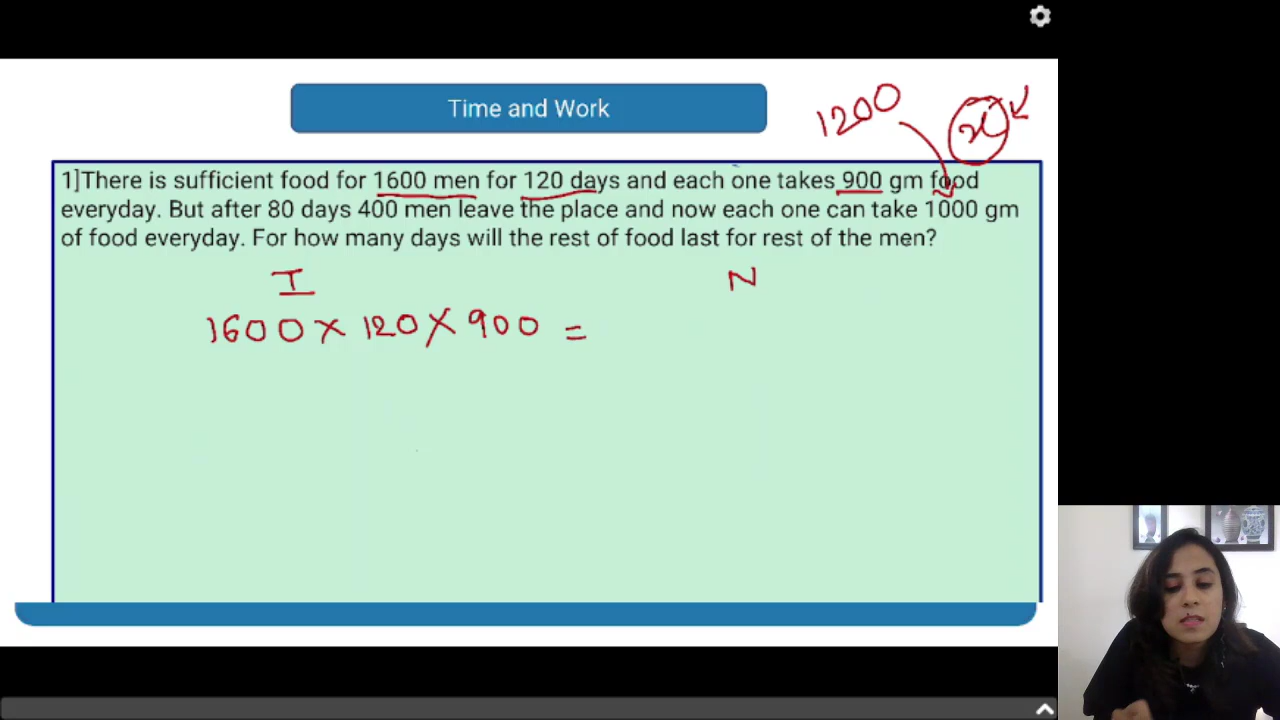 Time and Work
1200 x
1]There is sufficient food for 1600 men for 120 days and each one takes 900 gm food
everyday. But after 80 days 400 men leave the place and now each one can take 1000 gm
of food everyday. For how many days will the rest of food last for rest of the men?
I N
1600 x 120 x 900 =